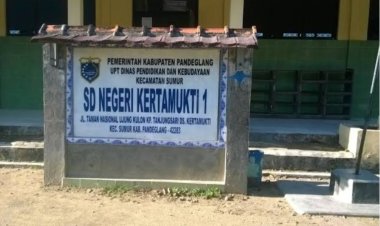 PEMERINTAH KABUPATEN PANDEGLANG
UPT DINAS PENDIDIKAN DAN KEBUDAYAAN
KECAMATAN SUMUR
SD NEGERI KERTAMUKTI 1
JL. TAMAN NASIONAL UJUNG KULON KP. TANJUNGSARI DS. KERTAMUKTI
KEC. SUMUR KAB. PANDEGLANG - 42283